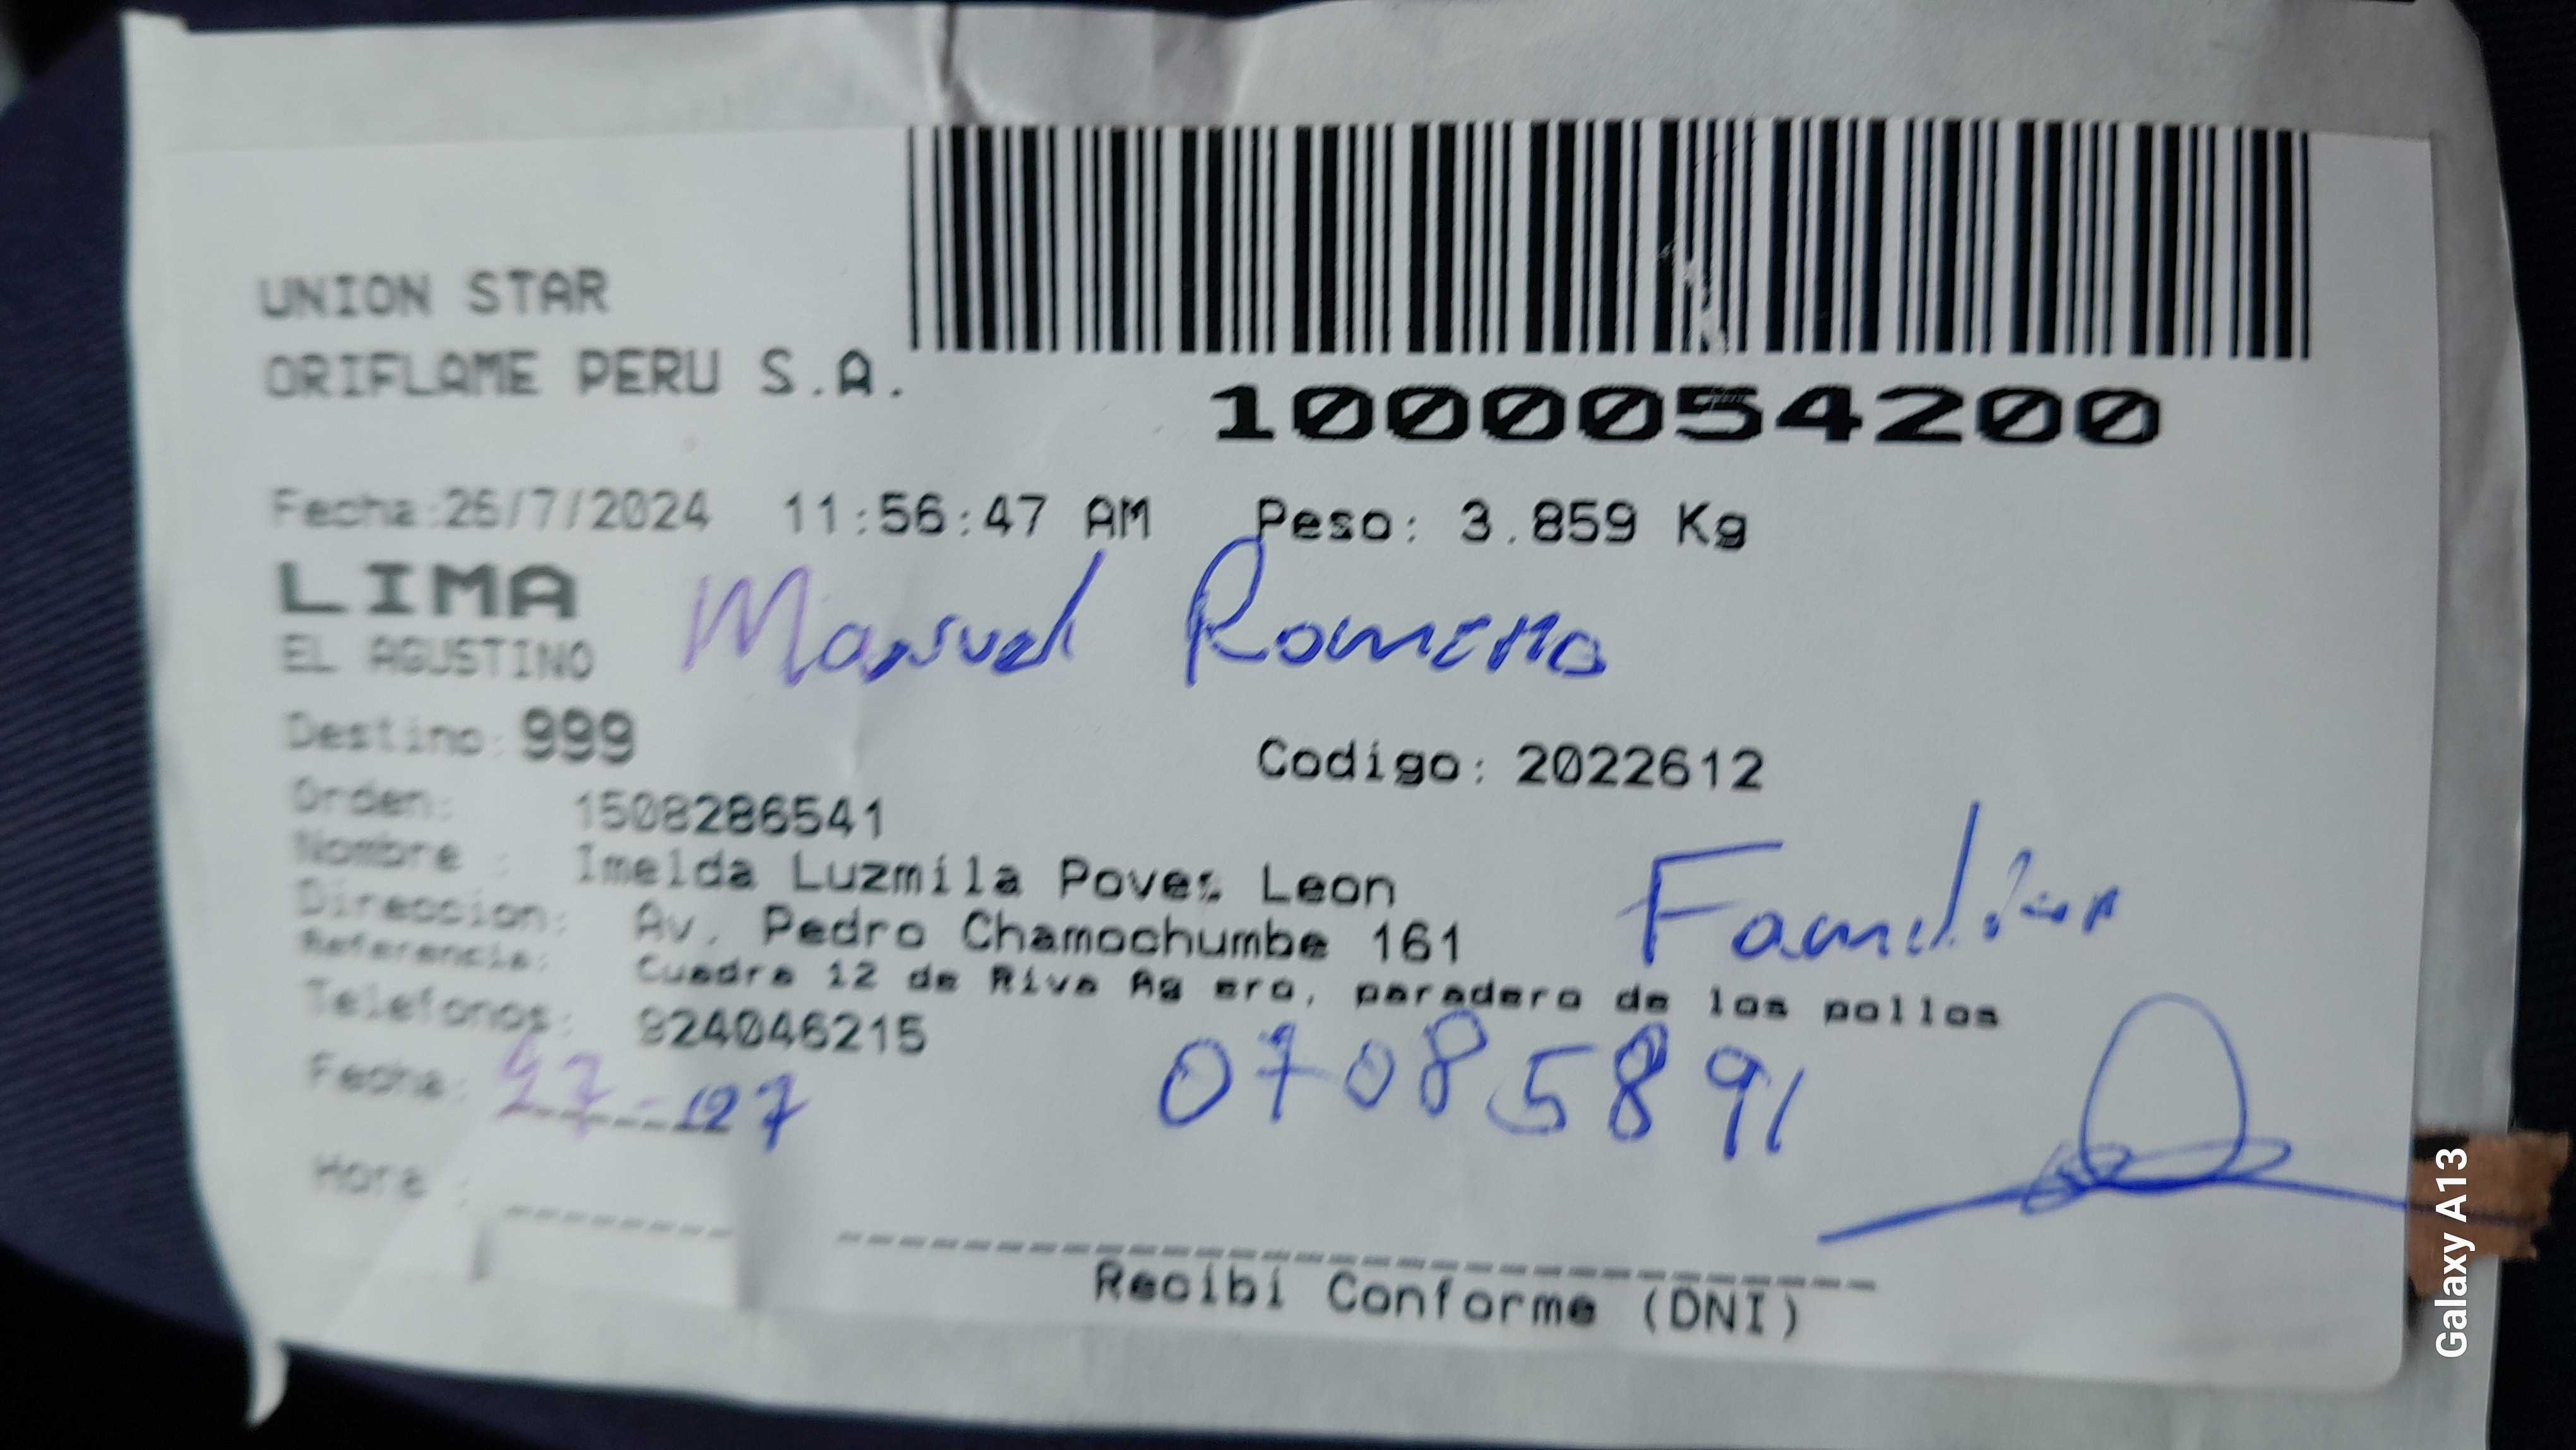 UNION STAR
ORIFLAME PERU S.A.
1000054200
Fecha:26/7/2024 11:56:47 AM Peso: 3.859 Kg
LIMA
Manuel Romero
EL AGUSTINO
Destino: 999
Codigo: 2022612
Orden: 1508286541
Nombre : Imelda Luzmila Poves Leon
Familiar
Direccion: Av. Pedro Chamochumbe 161
Referencia: Cuadra 12 de Riva Ag ero, paradero de los pollos
Telefonos: 924046215
07085891
Fecha:
Hora :
Recibi Conforme (DNI)
Galaxy A13